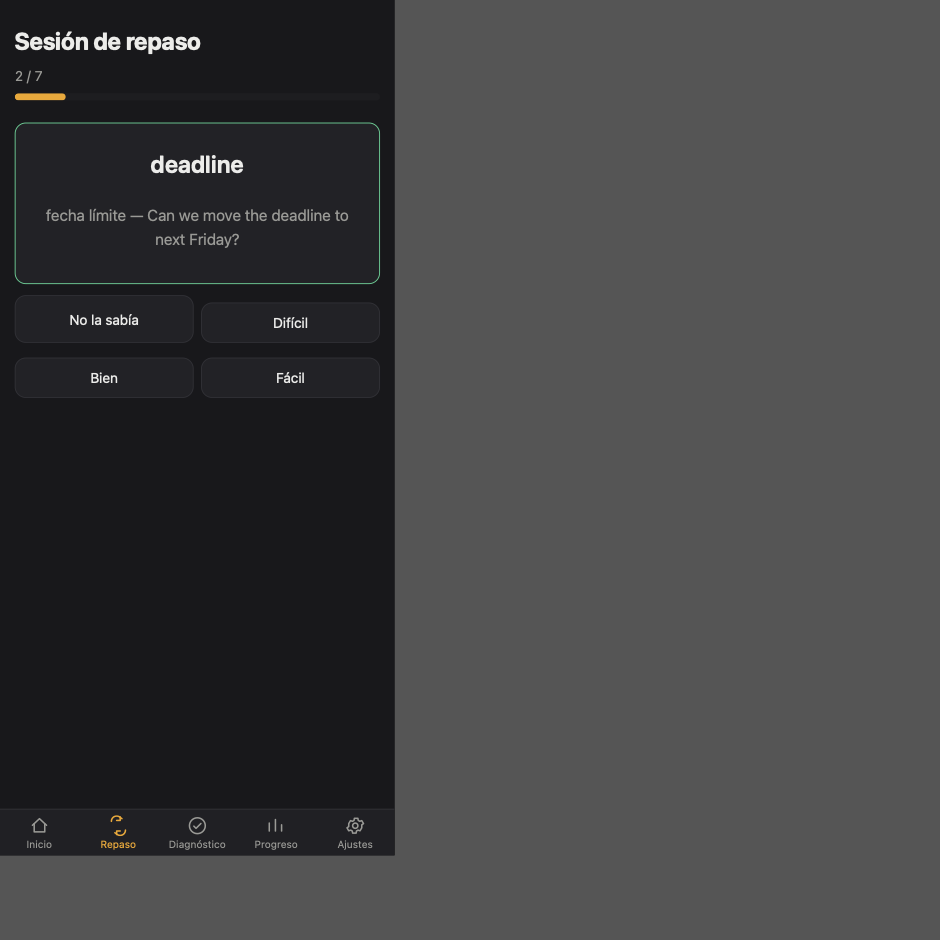 Sesión de repaso
2 / 7
deadline
fecha límite — Can we move the deadline to
next Friday?
No la sabía
Difícil
Bien
Fácil
Inicio
Repaso
Diagnóstico
Progreso
Ajustes